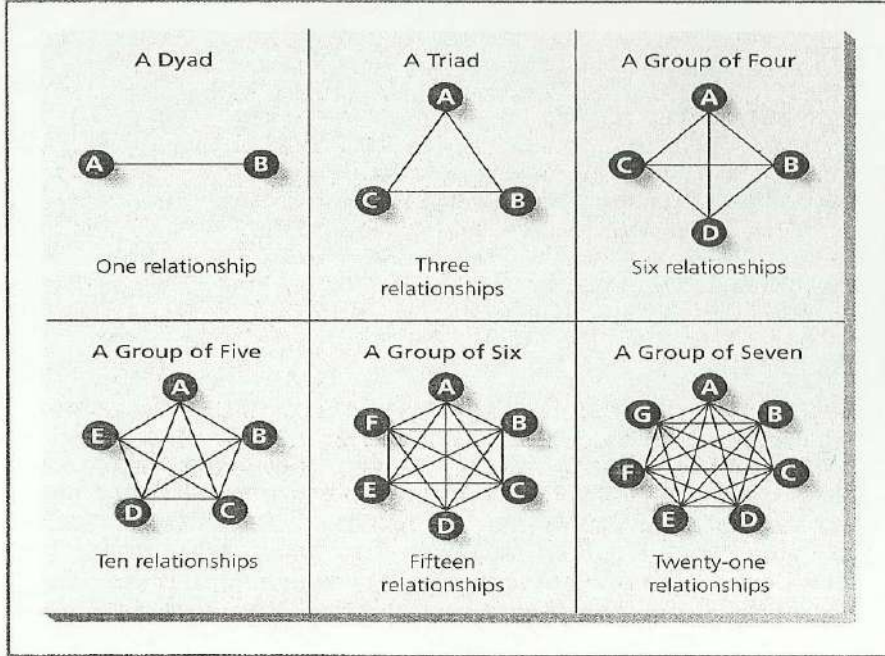 A Dyad
A
B
One relationship
A Triad
A
C
B
Three
relationships
A Group of Four
A
C
B
D
Six relationships
A Group of Five
A
E
B
D
C
Ten relationships
A Group of Six
A
F
B
E
C
D
Fifteen
relationships
A Group of Seven
A
G
B
F
C
E
D
Twenty-one
relationships